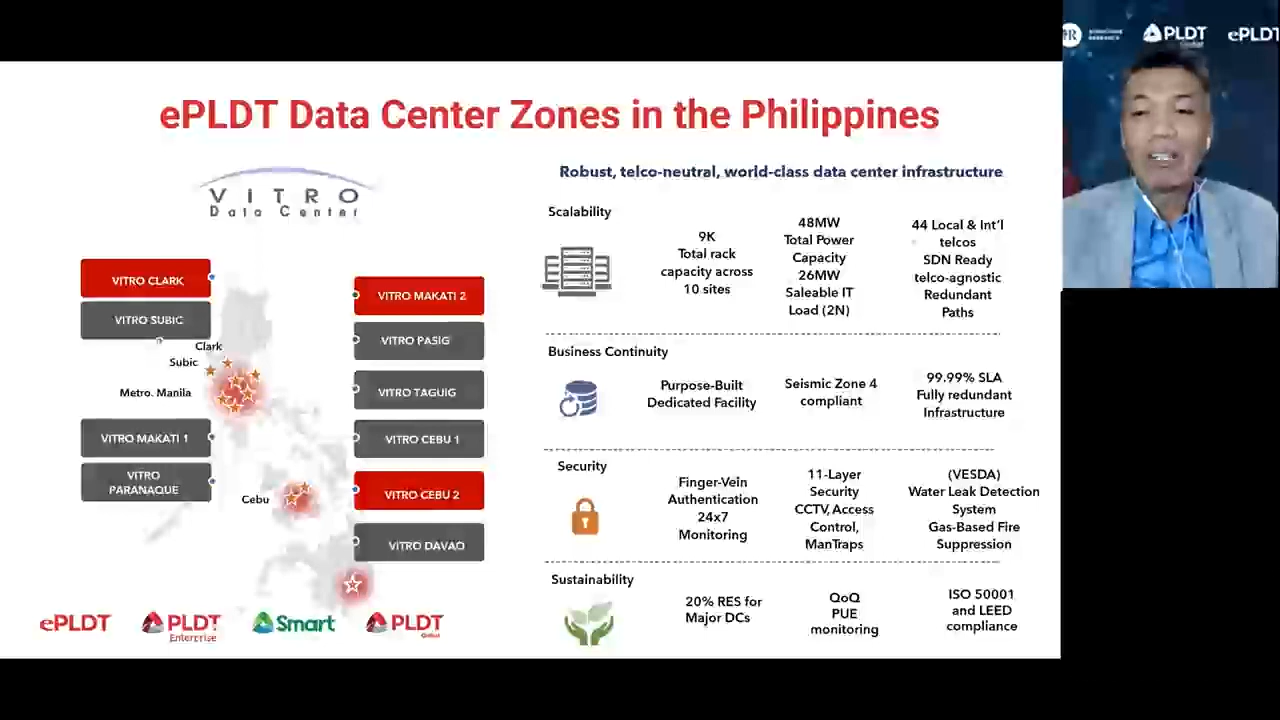 ePLDT Data Center Zones in the Philippines
VITRO
Data Center
VITRO CLARK
VITRO SUBIC
Clark
Subic
Metro. Manila
VITRO MAKATI 1
VITRO
PARANAQUE
Cebu
VITRO MAKATI 2
VITRO PASIG
VITRO TAGUIG
VITRO CEBU 1
VITRO CEBU 2
VITRO DAVAO
ePLDT
PLDT
Enterprise
Smart
PLDT
Global
Robust, telco-neutral, world-class data center infrastructure
Scalability
9K
Total rack
capacity across
10 sites
48MW
Total Power
Capacity
26MW
Saleable IT
Load (2N)
44 Local & Int'l
telcos
SDN Ready
telco-agnostic
Redundant
Paths
Business Continuity
Purpose-Built
Dedicated Facility
Seismic Zone 4
compliant
99.99% SLA
Fully redundant
Infrastructure
Security
Finger-Vein
Authentication
24x7
Monitoring
11-Layer
Security
CCTV, Access
Control,
ManTraps
(VESDA)
Water Leak Detection
System
Gas-Based Fire
Suppression
Sustainability
20% RES for
Major DCs
QoQ
PUE
monitoring
ISO 50001
and LEED
compliance
PLDT
Global
ePLDT